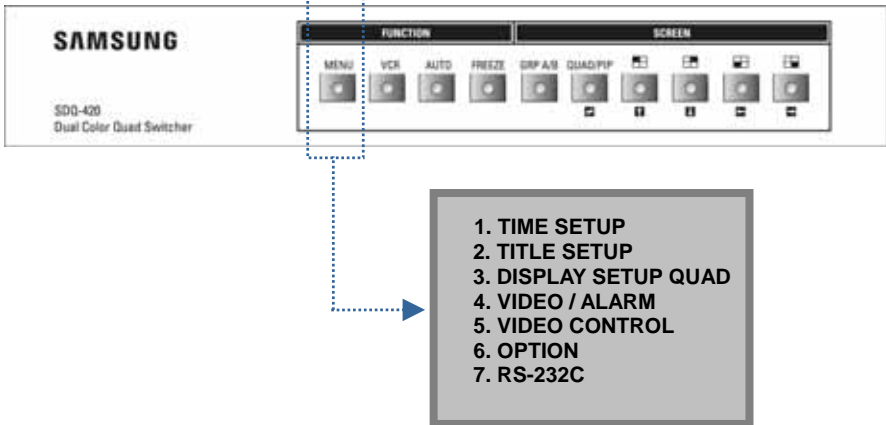 FUNCTION SCREEN
SAMSUNG
MENU VCR AUTO FREEZE GRP A/B QUAD/PIP
SDQ-420
Dual Color Quad Switcher
1. TIME SETUP
2. TITLE SETUP
3. DISPLAY SETUP QUAD
4. VIDEO / ALARM
5. VIDEO CONTROL
6. OPTION
7. RS-232C